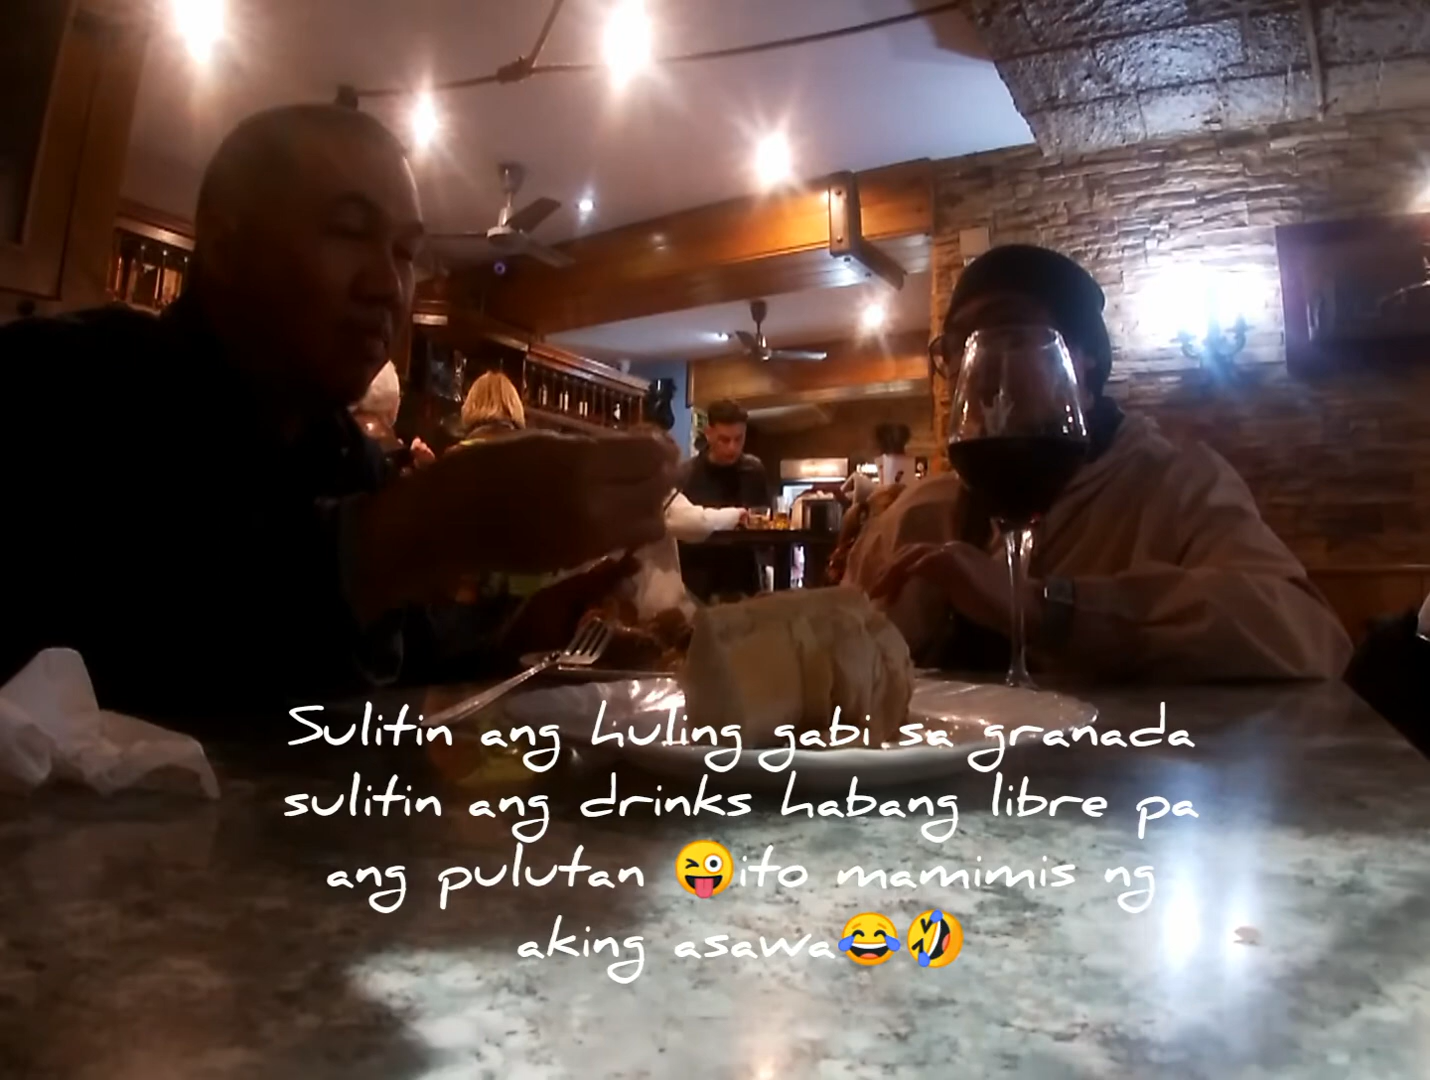 Sulitin ang huling gabi sa granada
sulitin ang drinks habang libre pa
ang pulutan 😜ito mamimis ng
aking asawa😂🤣